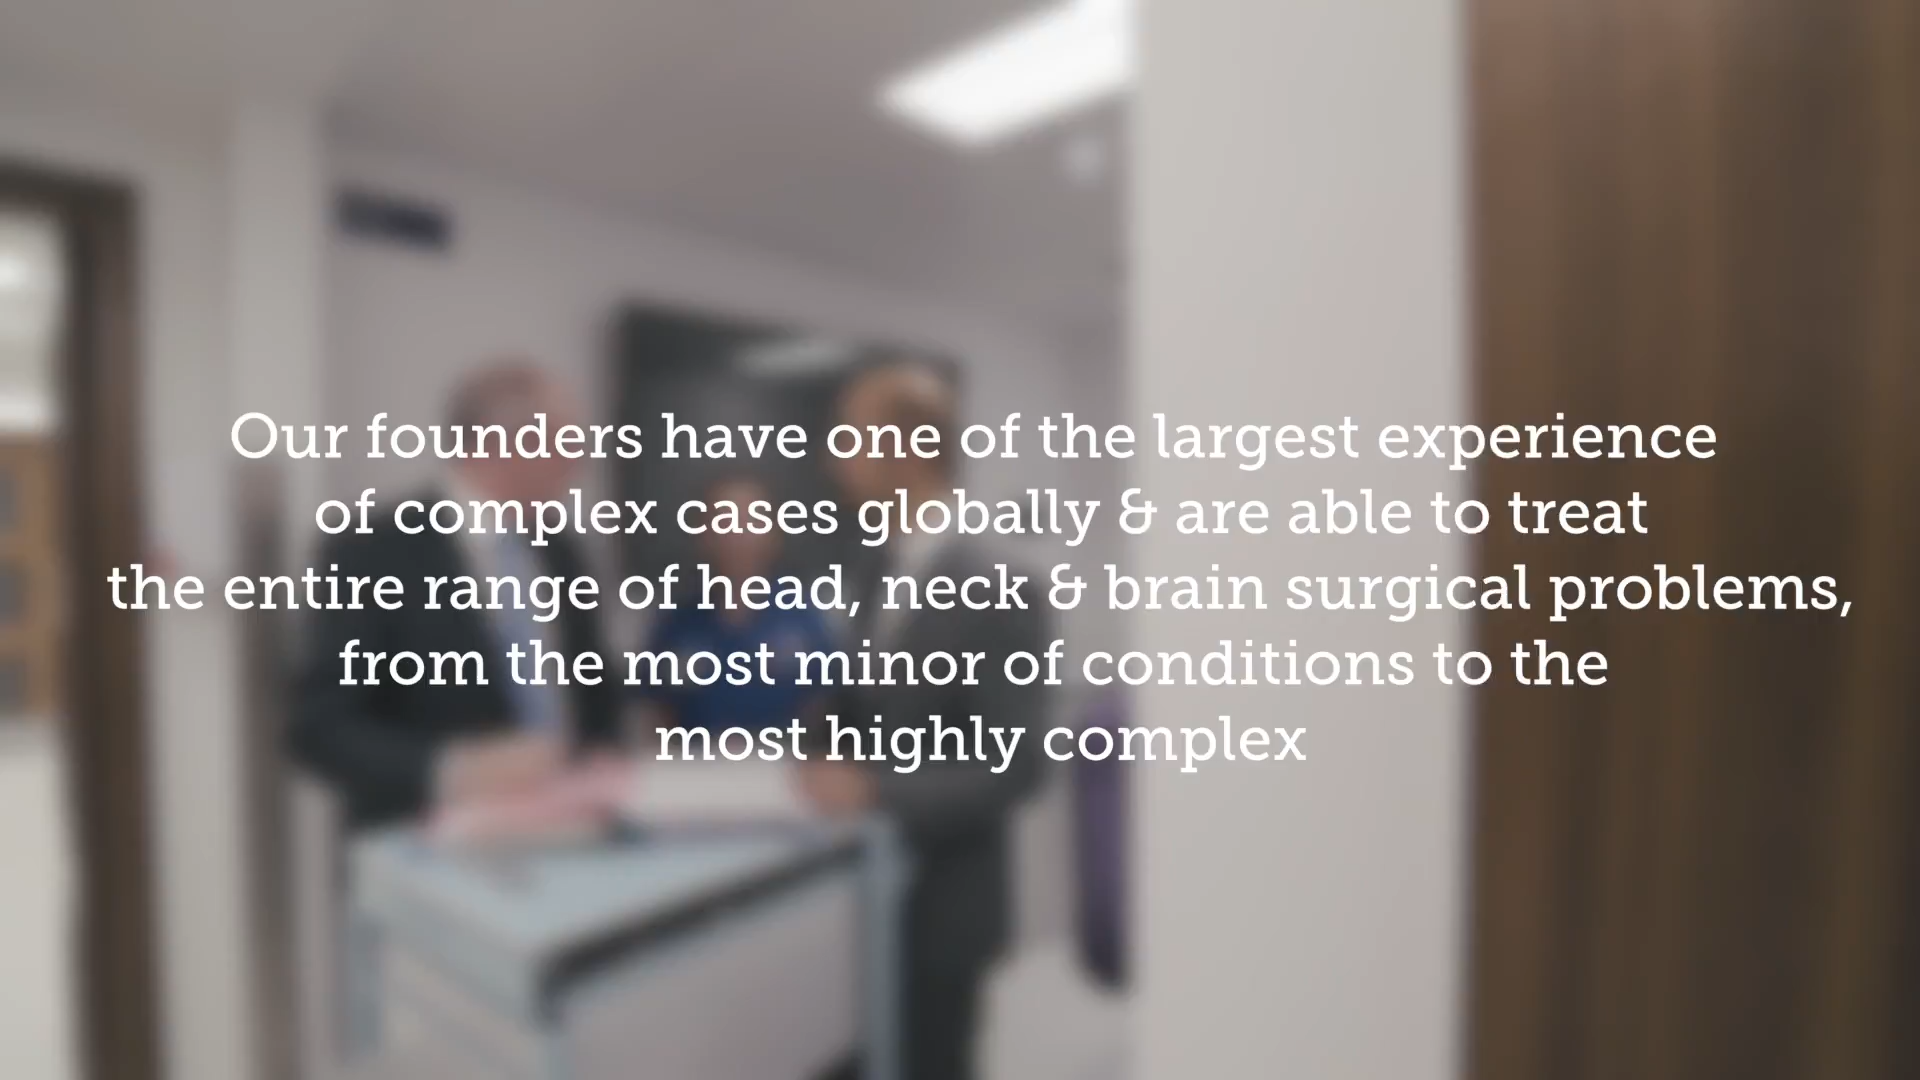 Our founders have one of the largest experience
of complex cases globally & are able to treat
the entire range of head, neck & brain surgical problems,
from the most minor of conditions to the
most highly complex